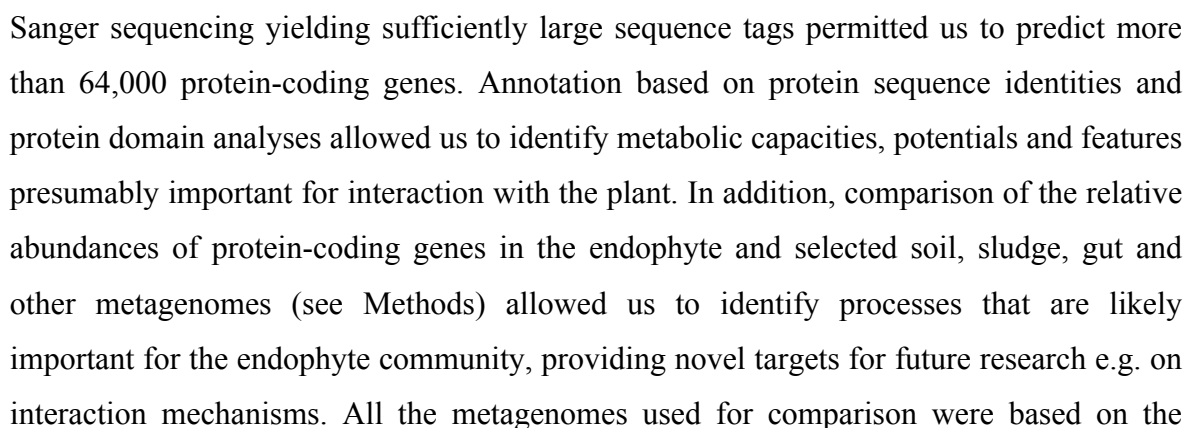 Sanger sequencing yielding sufficiently large sequence tags permitted us to predict more
than 64,000 protein-coding genes. Annotation based on protein sequence identities and
protein domain analyses allowed us to identify metabolic capacities, potentials and features
presumably important for interaction with the plant. In addition, comparison of the relative
abundances of protein-coding genes in the endophyte and selected soil, sludge, gut and
other metagenomes (see Methods) allowed us to identify processes that are likely
important for the endophyte community, providing novel targets for future research e.g. on
interaction mechanisms. All the metagenomes used for comparison were based on the